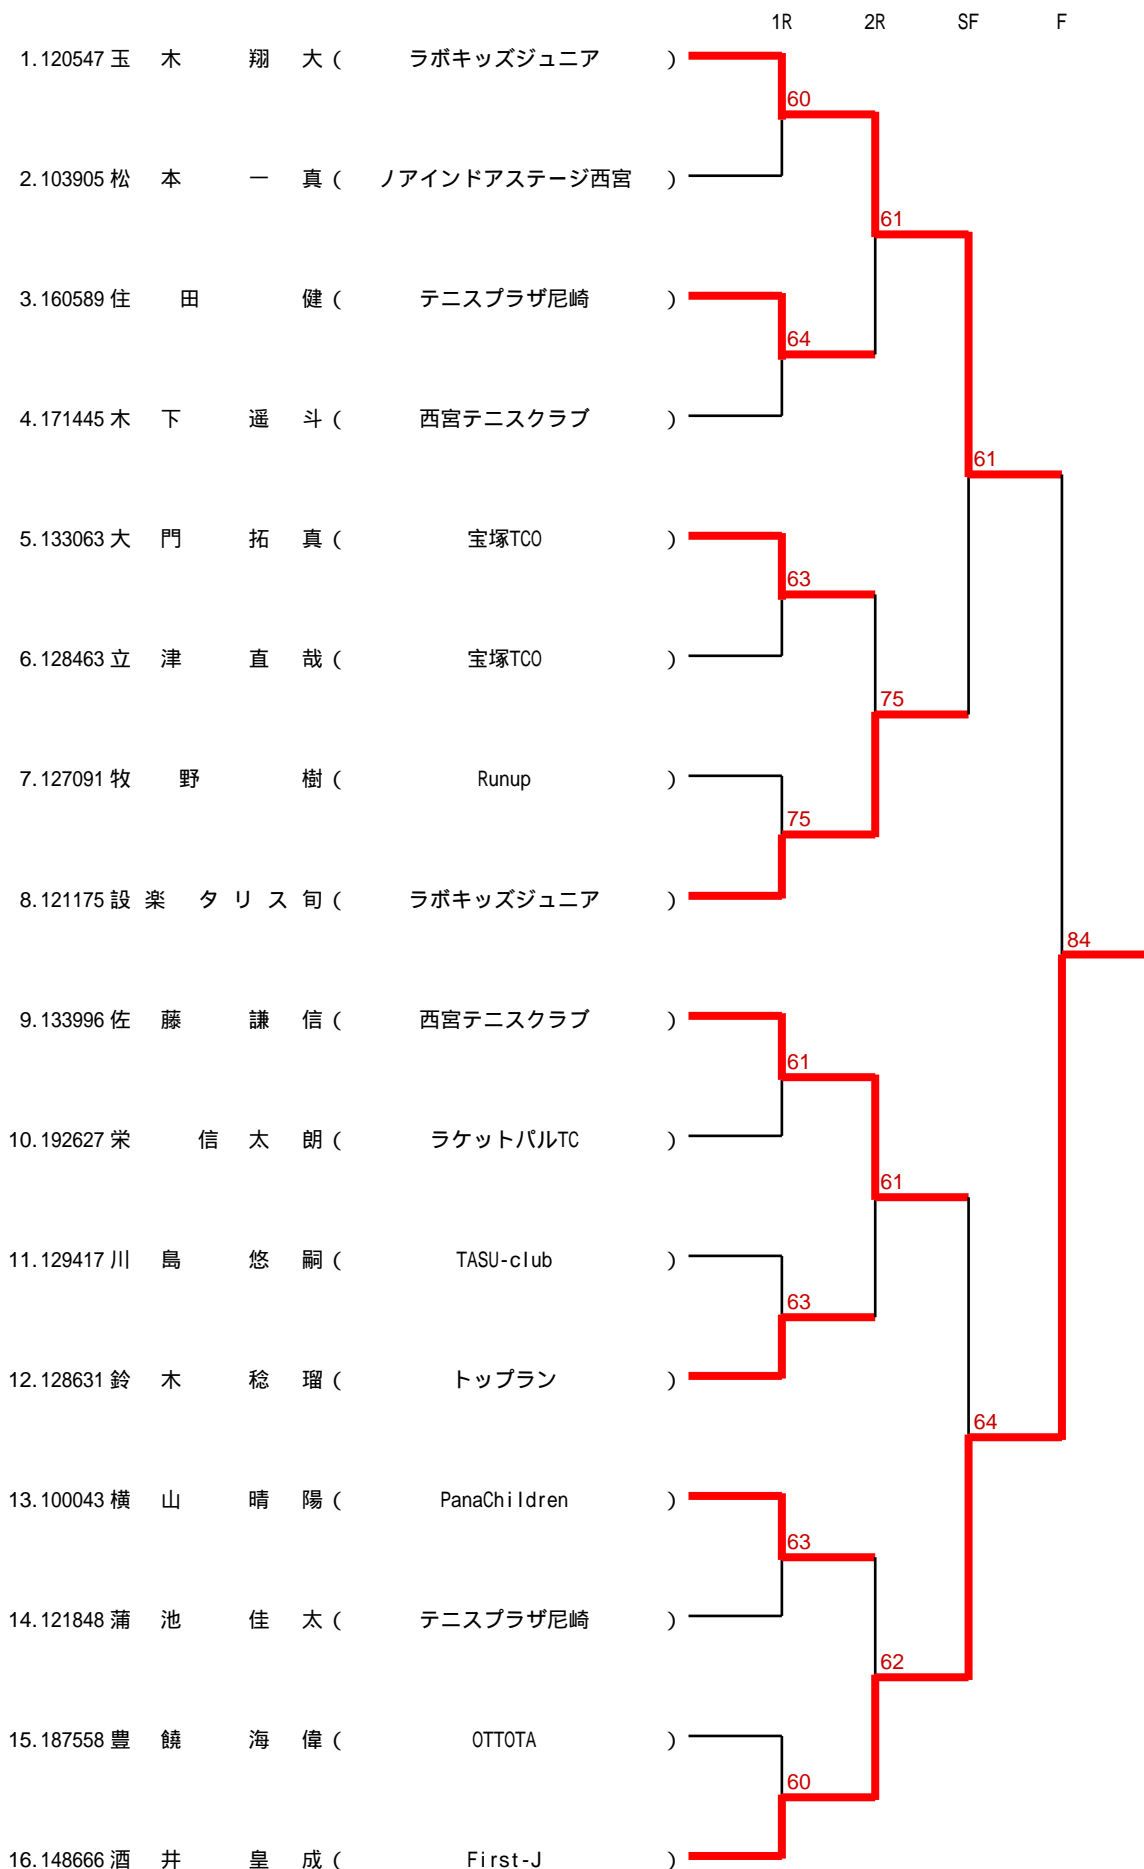 1R 2R SF F
1. 120547 玉 木 翔 大 ( ラボキッズジュニア )
60
2. 103905 松 本 一 真 ( ノアインドアステージ西宮 )
61
3. 160589 住 田 健 ( テニスプラザ尼崎 )
64
4. 171445 木 下 遥 斗 ( 西宮テニスクラブ )
61
5. 133063 大 門 拓 真 ( 宝塚TCO )
63
6. 128463 立 津 直 哉 ( 宝塚TCO )
75
7. 127091 牧 野 樹 ( Runup )
75
8. 121175 設 楽 タ リ ス 旬 ( ラボキッズジュニア )
84
9. 133996 佐 藤 謙 信 ( 西宮テニスクラブ )
61
10. 192627 栄 信 太 朗 ( ラケットパルTC )
61
11. 129417 川 島 悠 嗣 ( TASU-club )
63
12. 128631 鈴 木 稔 瑠 ( トップラン )
64
13. 100043 横 山 晴 陽 ( PanaChildren )
63
14. 121848 蒲 池 佳 太 ( テニスプラザ尼崎 )
62
15. 187558 豊 饒 海 偉 ( OTTOTA )
60
16. 148666 酒 井 皇 成 ( First-J )